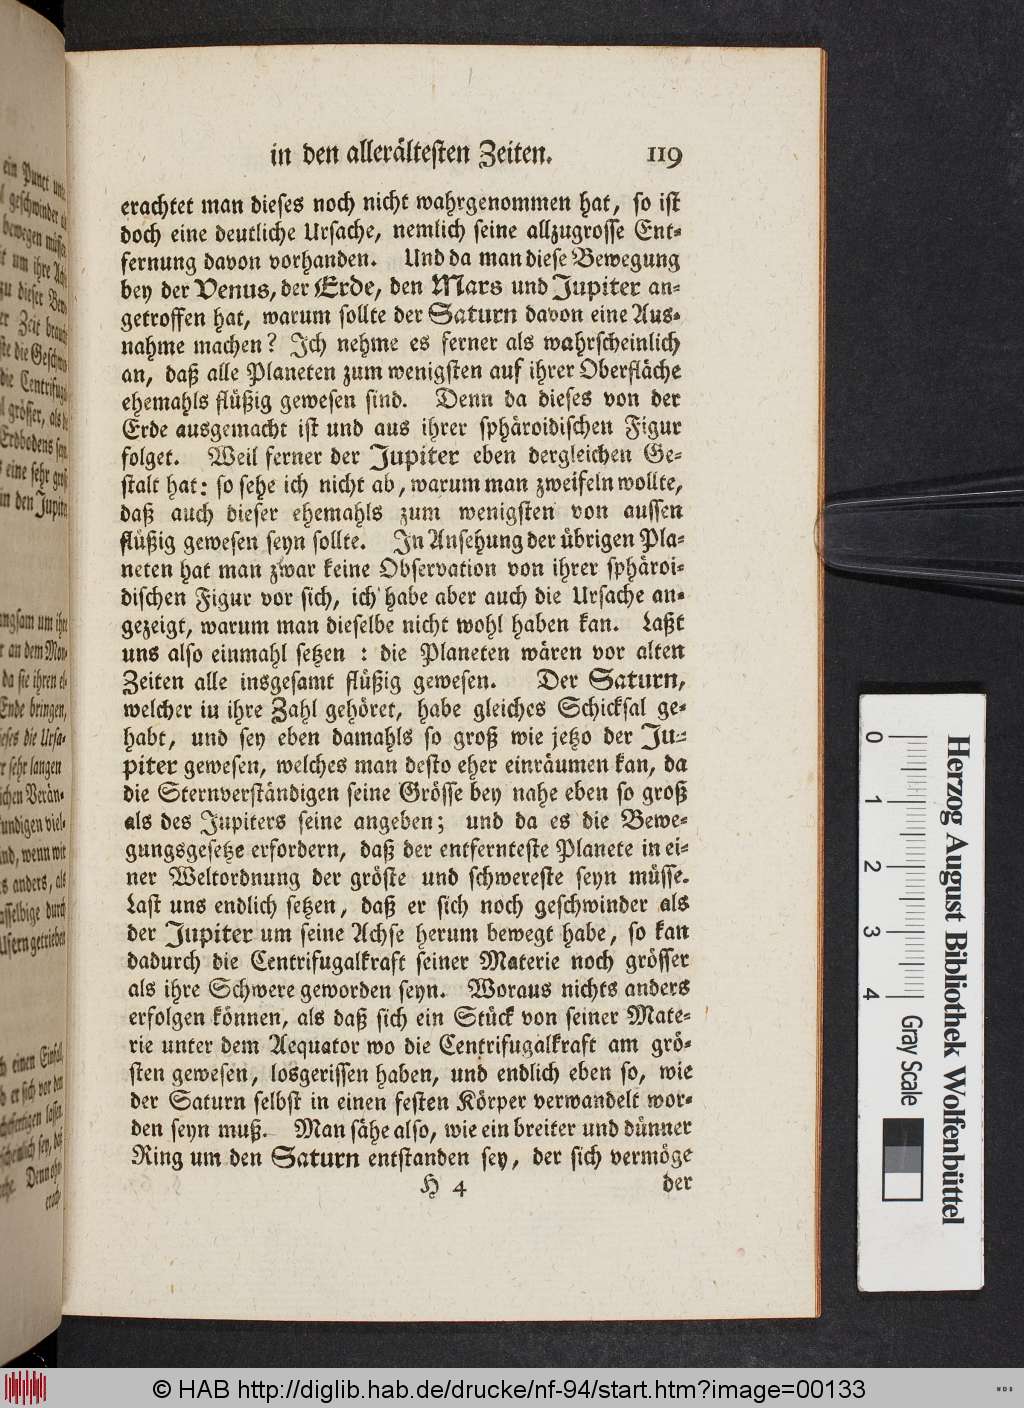 in den allerältesten Zeiten. 119
erachtet man dieses noch nicht wahrgenommen hat, so ist
doch eine deutliche Ursache, nemlich seine allzugrosse Ent-
fernung davon vorhanden. Und da man diese Bewegung
bey der Venus, der Erde, den Mars und Jupiter an-
getroffen hat, warum sollte der Saturn davon eine Aus-
nahme machen? Ich nehme es ferner als wahrscheinlich
an, daß alle Planeten zum wenigsten auf ihrer Oberfläche
ehemahls flüßig gewesen sind. Denn da dieses von der
Erde ausgemacht ist und aus ihrer sphäroidischen Figur
folget. Weil ferner der Jupiter eben dergleichen Ge-
stalt hat: so sehe ich nicht ab, warum man zweifeln wollte,
daß auch dieser ehemahls zum wenigsten von aussen
flüßig gewesen seyn sollte. In Ansehung der übrigen Pla-
neten hat man zwar keine Observation von ihrer sphäroi-
dischen Figur vor sich, ich habe aber auch die Ursache an-
gezeigt, warum man dieselbe nicht wohl haben kan. Laßt
uns also einmahl setzen : die Planeten wären vor alten
Zeiten alle insgesamt flüßig gewesen. Der Saturn,
welcher in ihre Zahl gehöret, habe gleiches Schicksal ge-
habt, und sey eben damahls so groß wie jetzo der Ju-
piter gewesen, welches man desto eher einräumen kan, da
die Sternverständigen seine Grösse bey nahe eben so groß
als des Jupiters seine angeben; und da es die Bewe-
gungsgesetze erfordern, daß der entfernteste Planete in ei-
ner Weltordnung der gröste und schwereste seyn müsse.
Last uns endlich setzen, daß er sich noch geschwinder als
der Jupiter um seine Achse herum bewegt habe, so kan
dadurch die Centrifugalkraft seiner Materie noch grösser
als ihre Schwere geworden seyn. Woraus nichts anders
erfolgen können, als daß sich ein Stück von seiner Mate-
rie unter dem Aequator wo die Centrifugalkraft am grö-
sten gewesen, losgerissen haben, und endlich eben so, wie
der Saturn selbst in einen festen Körper verwandelt wor-
den seyn muß. Man sähe also, wie ein breiter und dünner
Ring um den Saturn entstanden sey, der sich vermöge
H 4 der
0 1 2 3 4
Gray Scale
Herzog August Bibliothek Wolfenbüttel
© HAB http://diglib.hab.de/drucke/nf-94/start.htm?image=00133